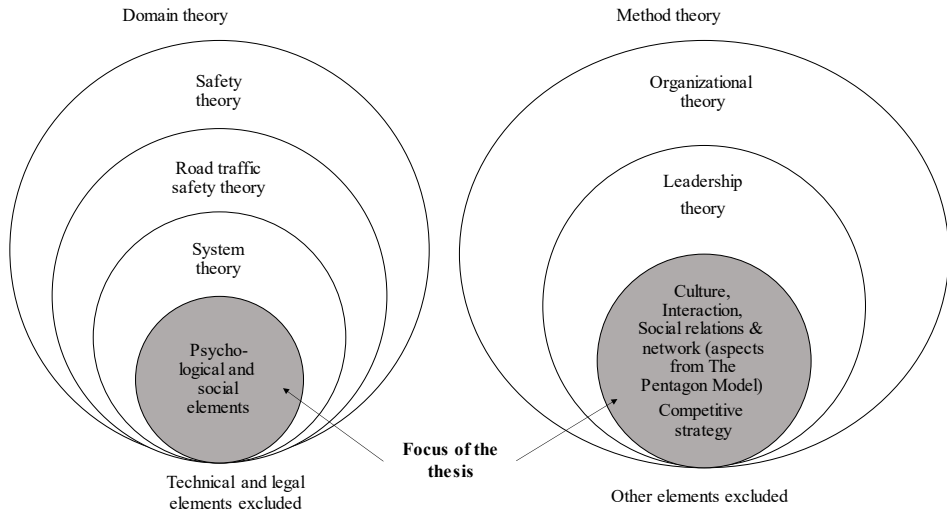 Domain theory
Safety
theory
Road traffic
safety theory
System
theory
Psycho-
logical and
social
elements
Technical and legal
elements excluded
Focus of the
thesis
Method theory
Organizational
theory
Leadership
theory
Culture,
Interaction,
Social relations &
network (aspects
from The
Pentagon Model)
Competitive
strategy
Other elements excluded